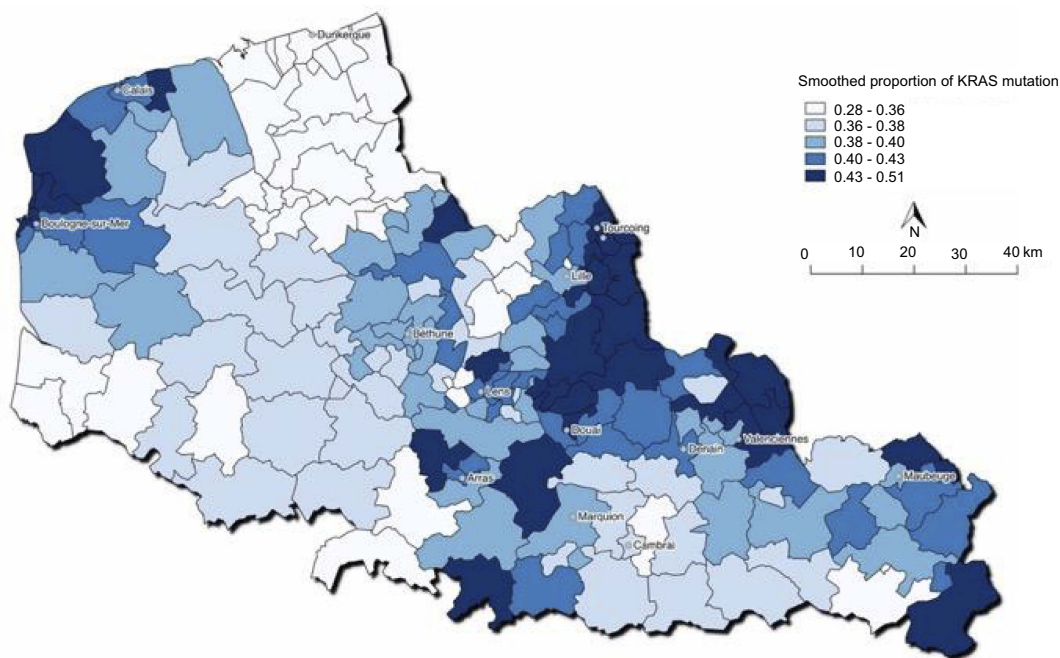 Dunkerque
Calais
Smoothed proportion of KRAS mutation
0.28 - 0.36
0.36 - 0.38
0.38 - 0.40
0.40 - 0.43
0.43 - 0.51
N
0 10 20 30 40 km
Boulogne-sur-Mer
Tourcoing
Lille
Béthune
Lens
Douai
Valenciennes
Denain
Maubeuge
Arras
Marquion
Cambrai